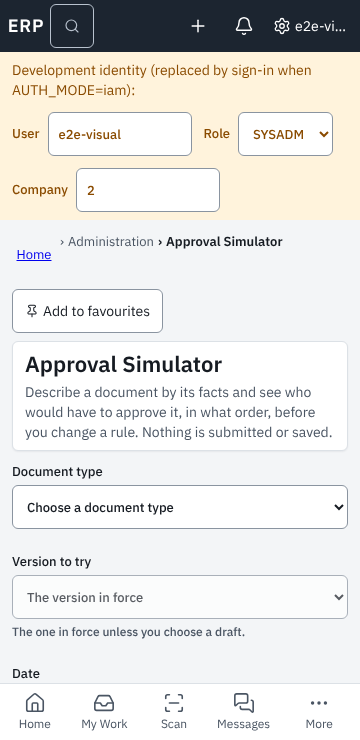 ERP
e2e-vi...
Development identity (replaced by sign-in when
AUTH_MODE=iam):
User
e2e-visual
Role
SYSADM
Company
2
Home
› Administration › Approval Simulator
Add to favourites
Approval Simulator
Describe a document by its facts and see who
would have to approve it, in what order, before
you change a rule. Nothing is submitted or saved.
Document type
Choose a document type
Version to try
The version in force
The one in force unless you choose a draft.
Date
Home
My Work
Scan
Messages
More